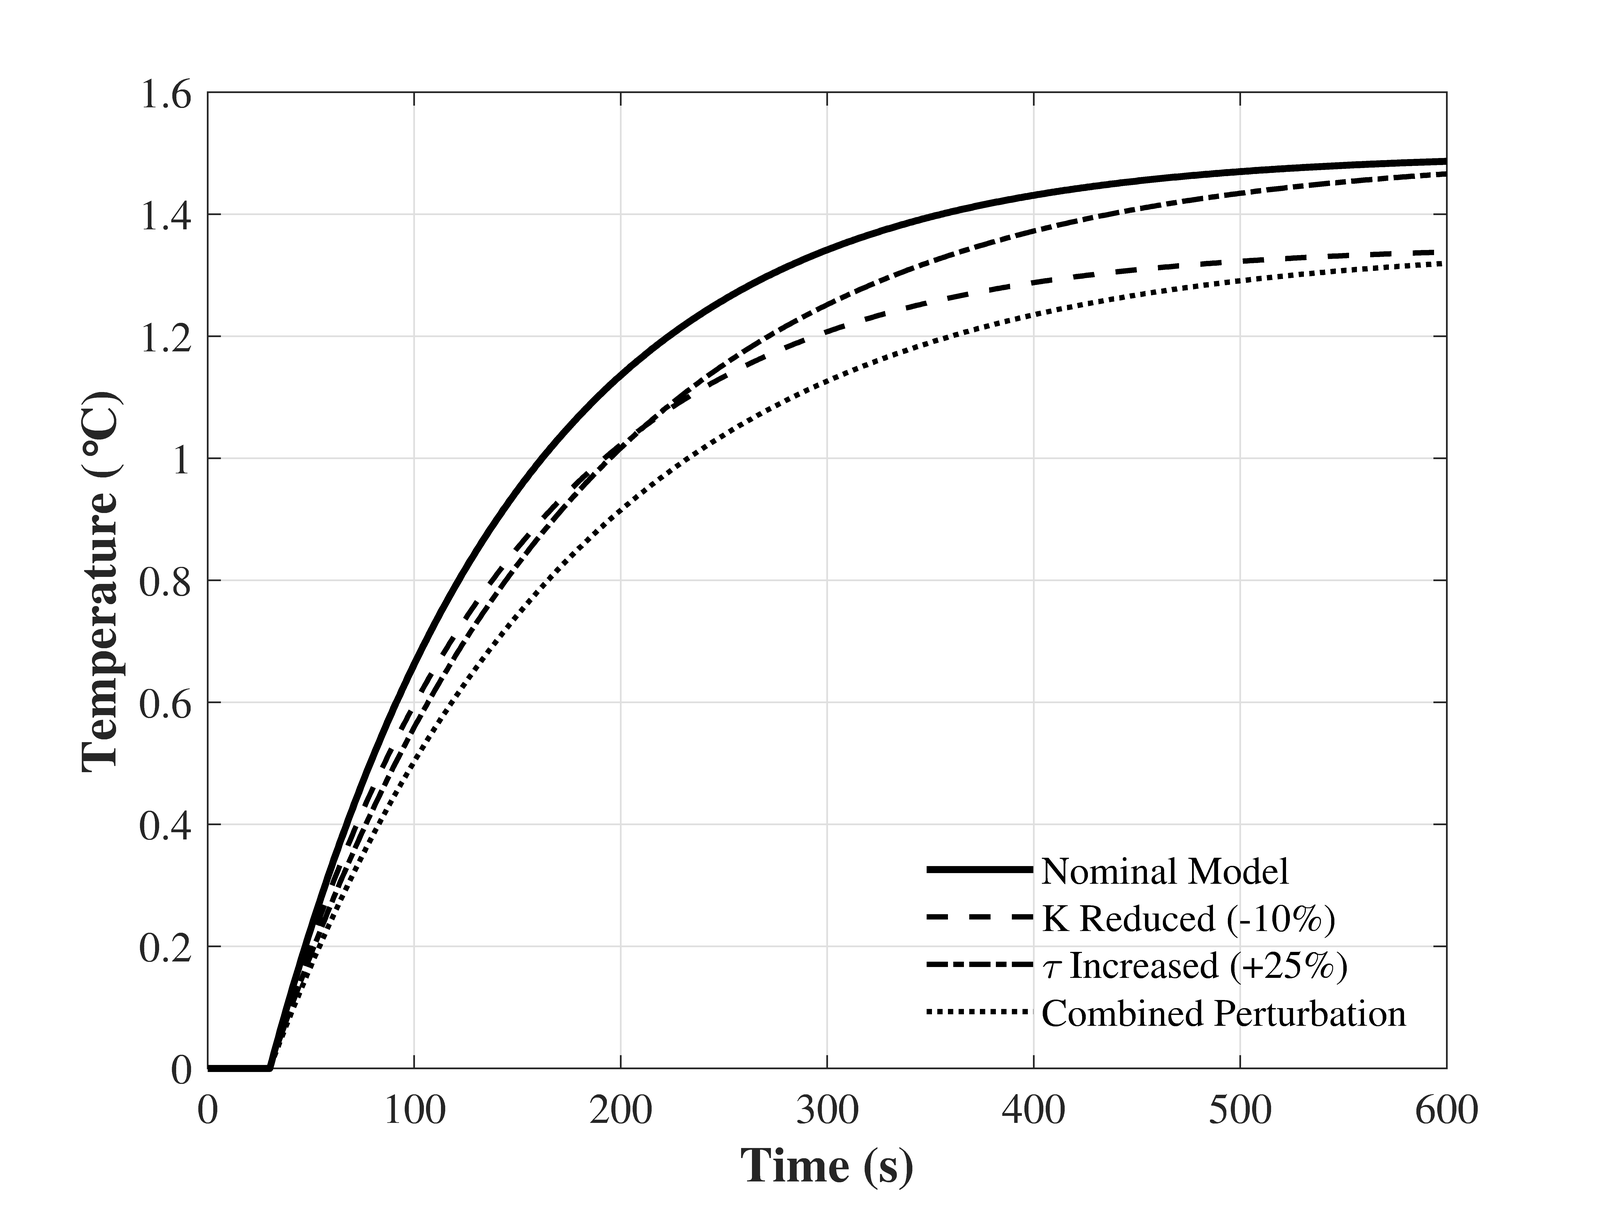 1.6
1.4
1.2
1
0.8
0.6
0.4
0.2
0
Temperature (°C)
Nominal Model
K Reduced (-10%)
τ Increased (+25%)
Combined Perturbation
0 100 200 300 400 500 600
Time (s)